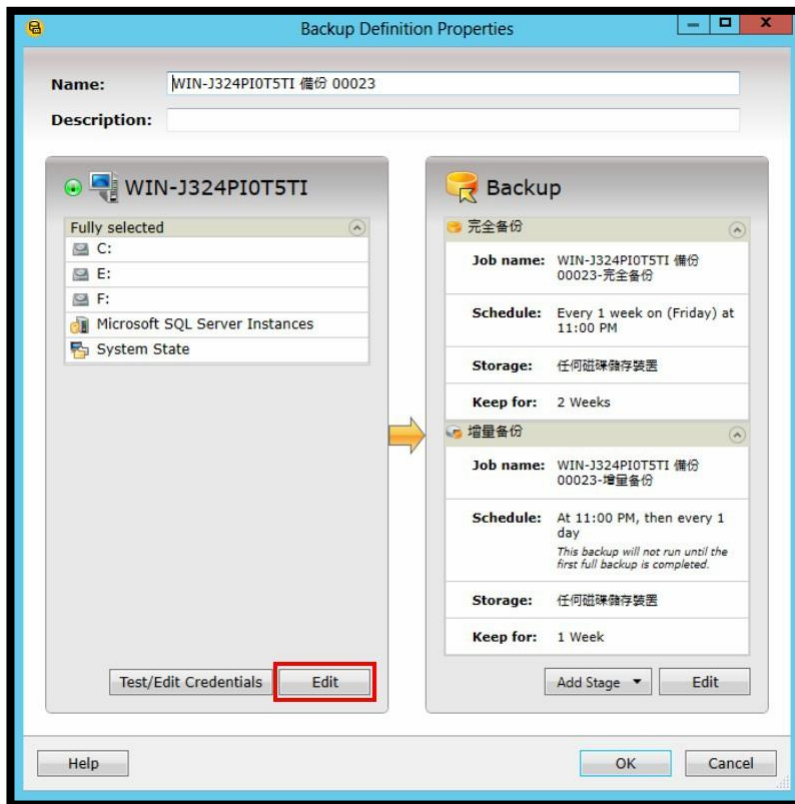 Backup Definition Properties
Name:
WIN-J324PI0T5TI 備份 00023
Description:
WIN-J324PI0T5TI
Fully selected
C:
E:
F:
Microsoft SQL Server Instances
System State
Test/Edit Credentials
Edit
Backup
完全备份
Job name:
WIN-J324PI0T5TI 備份
00023-完全备份
Schedule:
Every 1 week on (Friday) at
11:00 PM
Storage:
任何磁碟儲存裝置
Keep for:
2 Weeks
增量备份
Job name:
WIN-J324PI0T5TI 備份
00023-增量备份
Schedule:
At 11:00 PM, then every 1
day
This backup will not run until the
first full backup is completed.
Storage:
任何磁碟儲存裝置
Keep for:
1 Week
Add Stage
Edit
Help
OK
Cancel